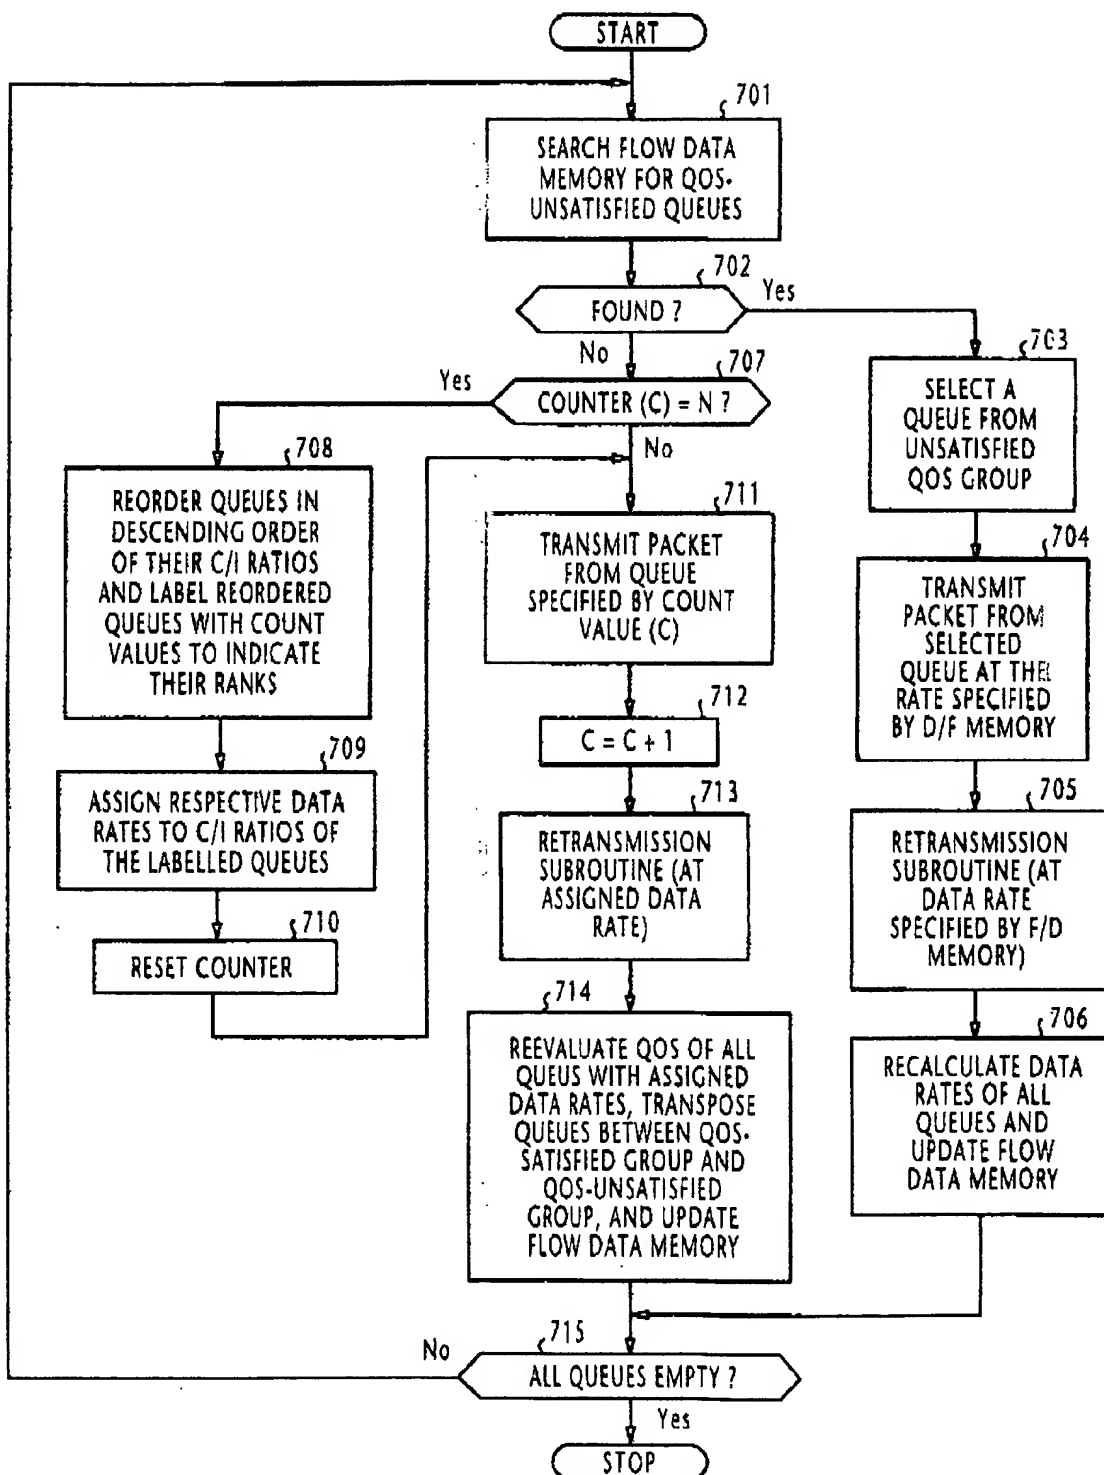 START
701
SEARCH FLOW DATA
MEMORY FOR QOS-
UNSATISFIED QUEUES
702
FOUND ?
Yes
No
703
SELECT A
QUEUE FROM
UNSATISFIED
QOS GROUP
704
TRANSMIT
PACKET FROM
SELECTED
QUEUE AT THE
RATE SPECIFIED
BY D/F MEMORY
705
RETRANSMISSION
SUBROUTINE (AT
DATA RATE
SPECIFIED BY F/D
MEMORY)
706
RECALCULATE DATA
RATES OF ALL
QUEUES AND
UPDATE FLOW
DATA MEMORY
707
COUNTER (C) = N ?
Yes
No
708
REORDER QUEUES IN
DESCENDING ORDER
OF THEIR C/I RATIOS
AND LABEL REORDERED
QUEUES WITH COUNT
VALUES TO INDICATE
THEIR RANKS
709
ASSIGN RESPECTIVE DATA
RATES TO C/I RATIOS OF
THE LABELLED QUEUES
710
RESET COUNTER
711
TRANSMIT PACKET
FROM QUEUE
SPECIFIED BY COUNT
VALUE (C)
712
C = C + 1
713
RETRANSMISSION
SUBROUTINE (AT
ASSIGNED DATA
RATE)
714
REEVALUATE QOS OF ALL
QUEUS WITH ASSIGNED
DATA RATES, TRANSPOSE
QUEUES BETWEEN QOS-
SATISFIED GROUP AND
QOS-UNSATISFIED
GROUP, AND UPDATE
FLOW DATA MEMORY
715
ALL QUEUES EMPTY ?
No
Yes
STOP